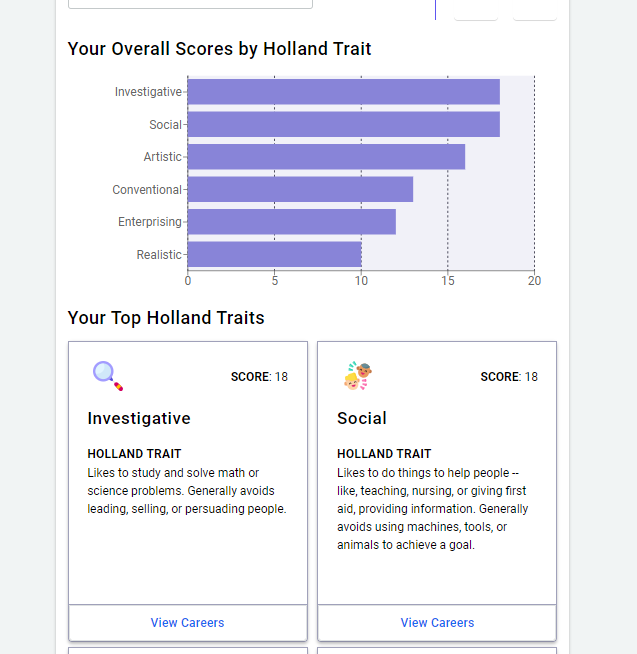 Your Overall Scores by Holland Trait
Investigative
Social
Artistic
Conventional
Enterprising
Realistic
0 5 10 15 20
Your Top Holland Traits
SCORE: 18
Investigative
HOLLAND TRAIT
Likes to study and solve math or
science problems. Generally avoids
leading, selling, or persuading people.
View Careers
SCORE: 18
Social
HOLLAND TRAIT
Likes to do things to help people --
like, teaching, nursing, or giving first
aid, providing information. Generally
avoids using machines, tools, or
animals to achieve a goal.
View Careers